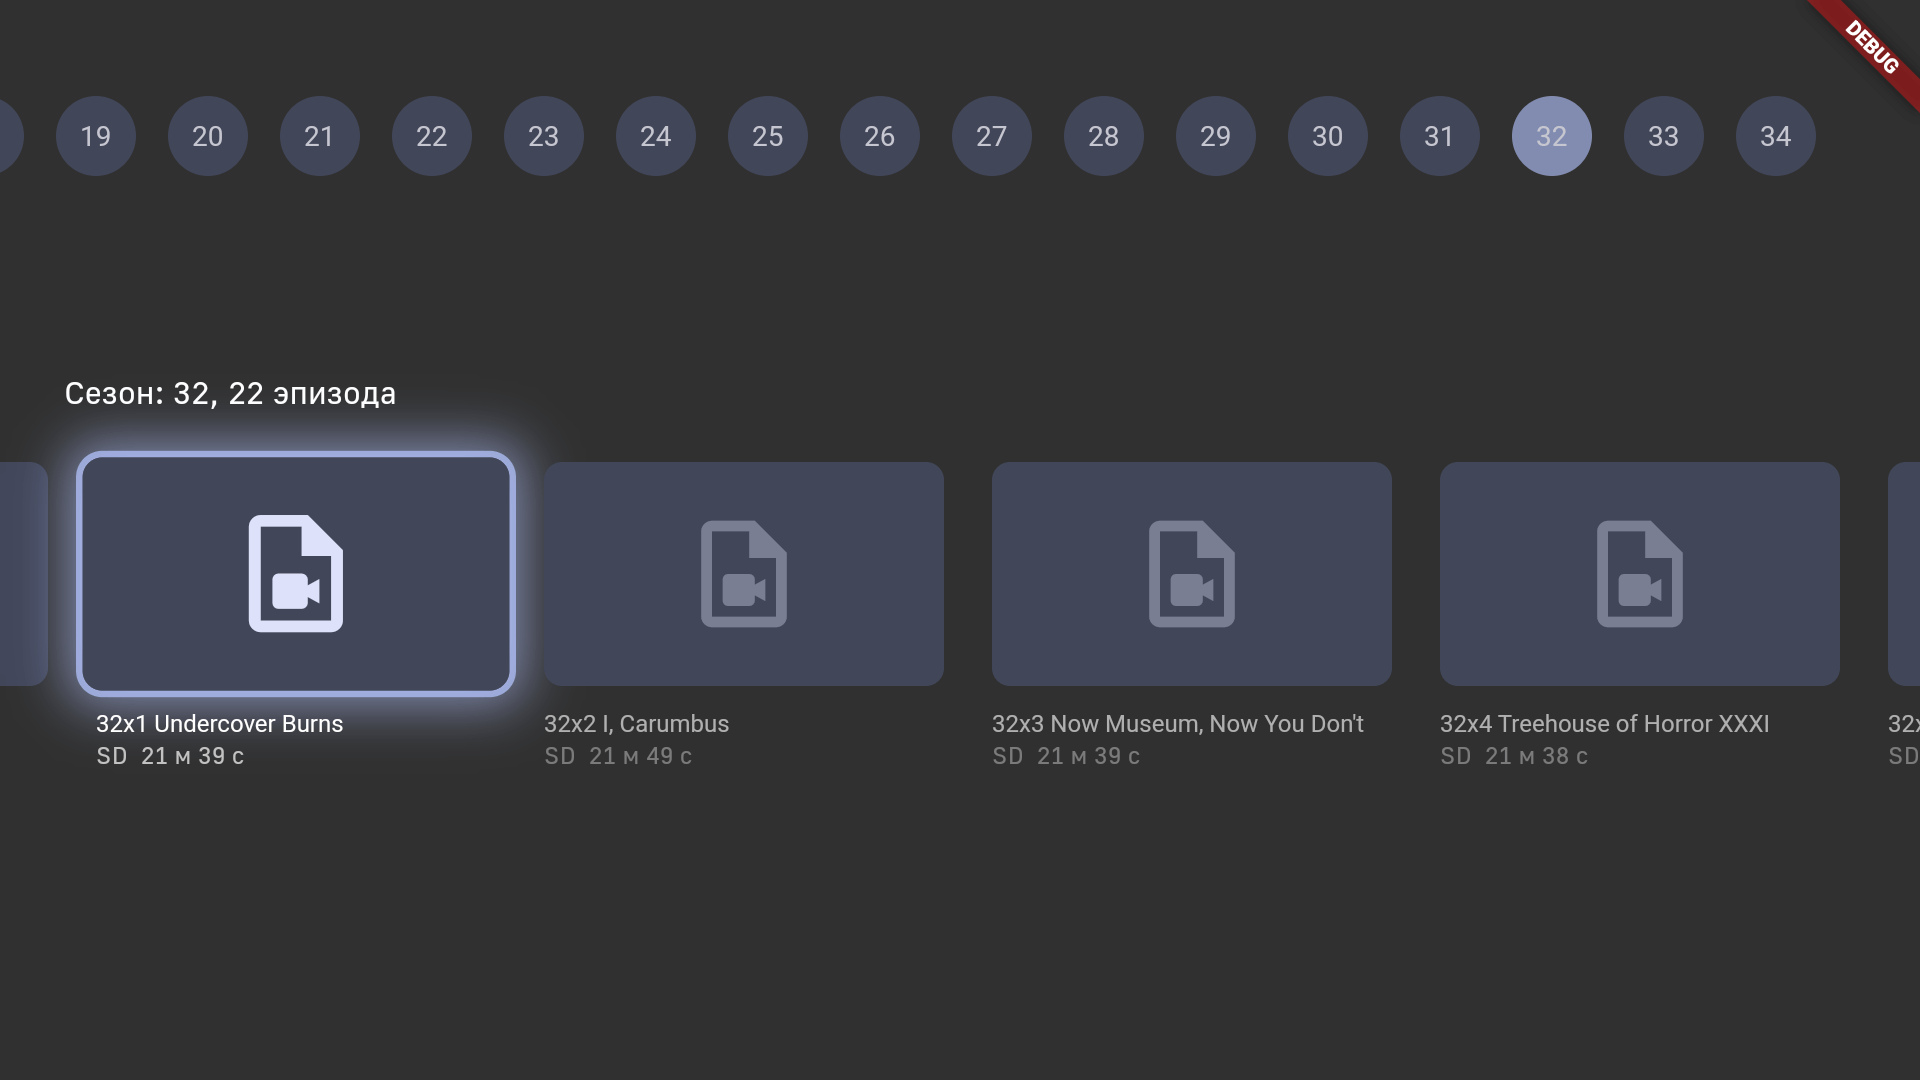 DEBUG
19 20 21 22 23 24 25 26 27 28 29 30 31 32 33 34
Сезон: 32, 22 эпизода
32x1 Undercover Burns
SD 21 м 39 с
32x2 I, Carumbus
SD 21 м 49 с
32x3 Now Museum, Now You Don't
SD 21 м 39 с
32x4 Treehouse of Horror XXXI
SD 21 м 38 с
32x
SD